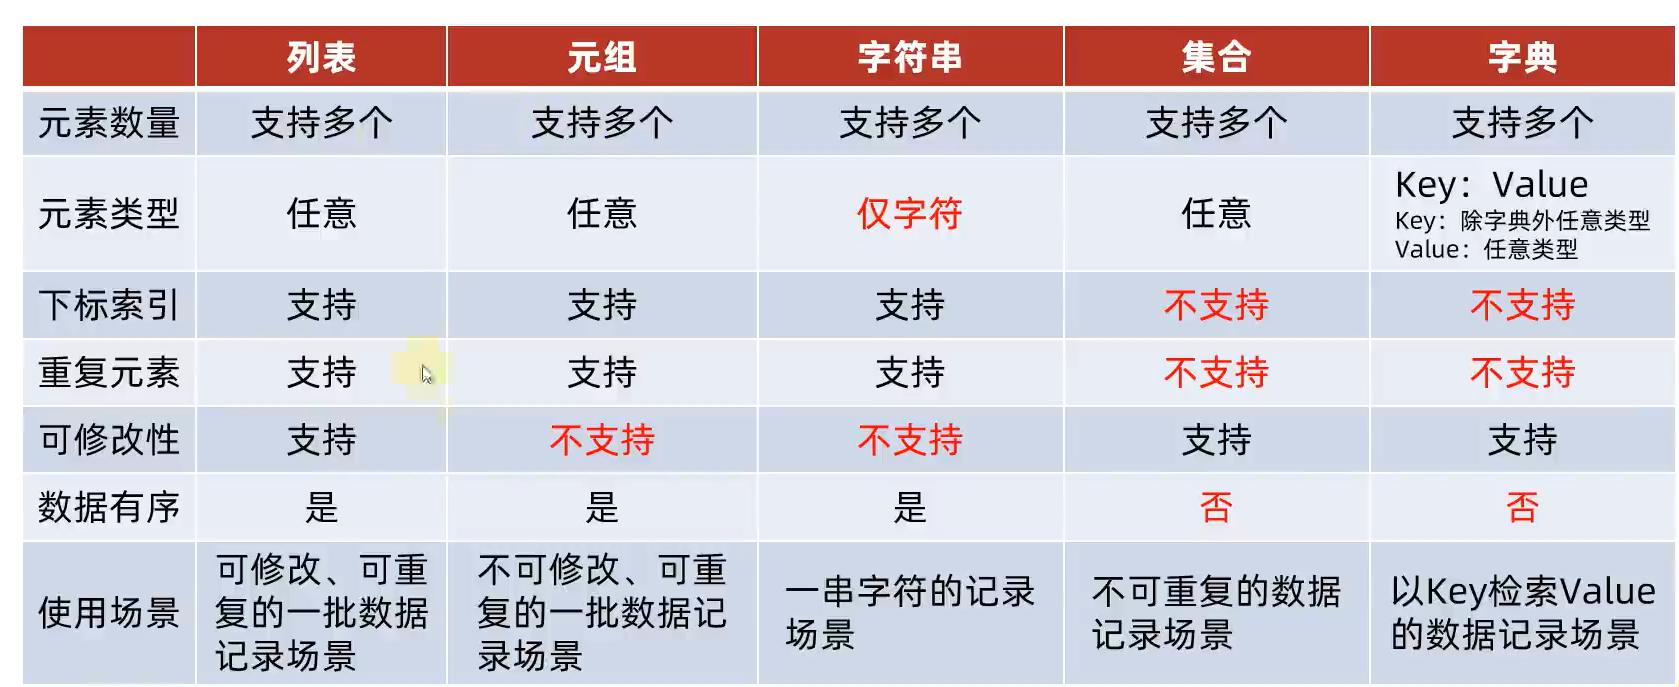 列表 元组 字符串 集合 字典
元素数量 支持多个 支持多个 支持多个 支持多个 支持多个
元素类型 任意 任意 仅字符 任意 Key：Value
Key：除字典外任意类型
Value：任意类型
下标索引 支持 支持 支持 不支持 不支持
重复元素 支持 支持 支持 不支持 不支持
可修改性 支持 不支持 不支持 支持 支持
数据有序 是 是 是 否 否
使用场景
可修改、可重
复的一批数据
记录场景
不可修改、可重
复的一批数据记
录场景
一串字符的记录
场景
不可重复的数据
记录场景
以Key检索Value
的数据记录场景